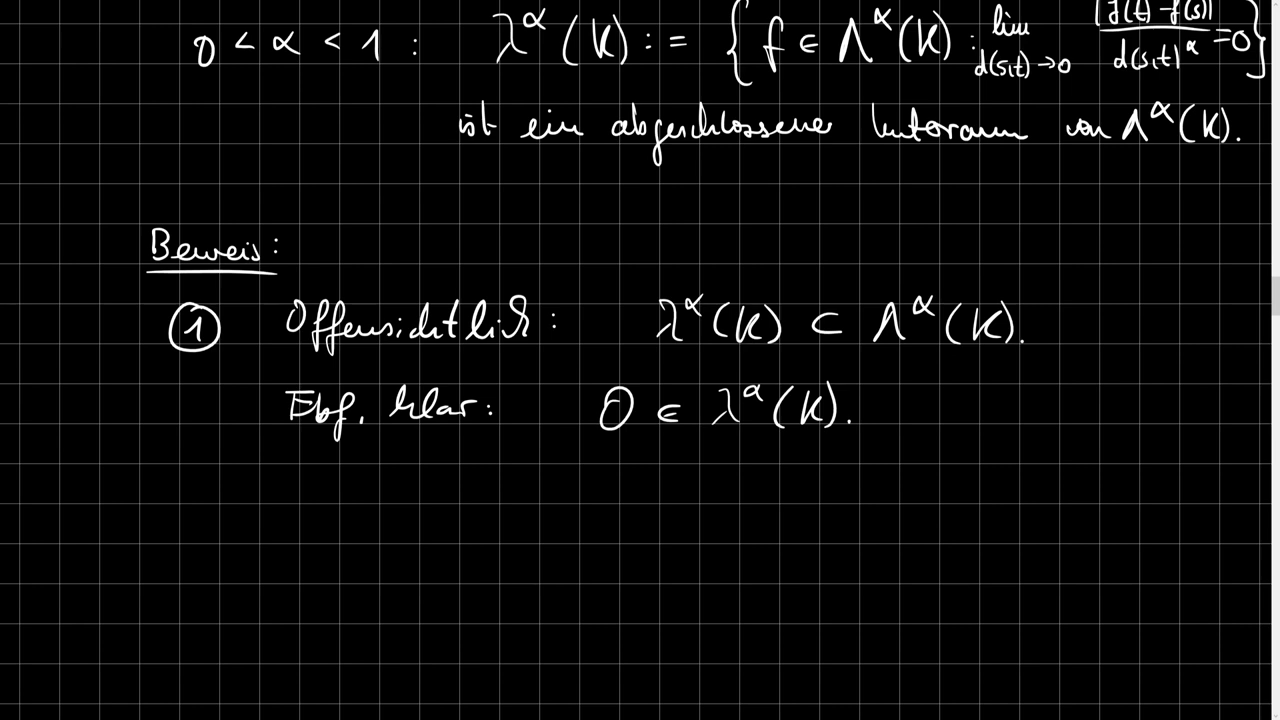 0 < α < 1 : λ^α (K) := { f ∈ Λ^α (K) : lim_{d(s,t)→0} |f(t) - f(s)| / d(s,t)^α = 0 }
ist ein abgeschlossener Unterraum von Λ^α (K).
Beweis:
① Offensichtlich: λ^α (K) ⊂ Λ^α (K).
Ebf. klar: 0 ∈ λ^α (K).